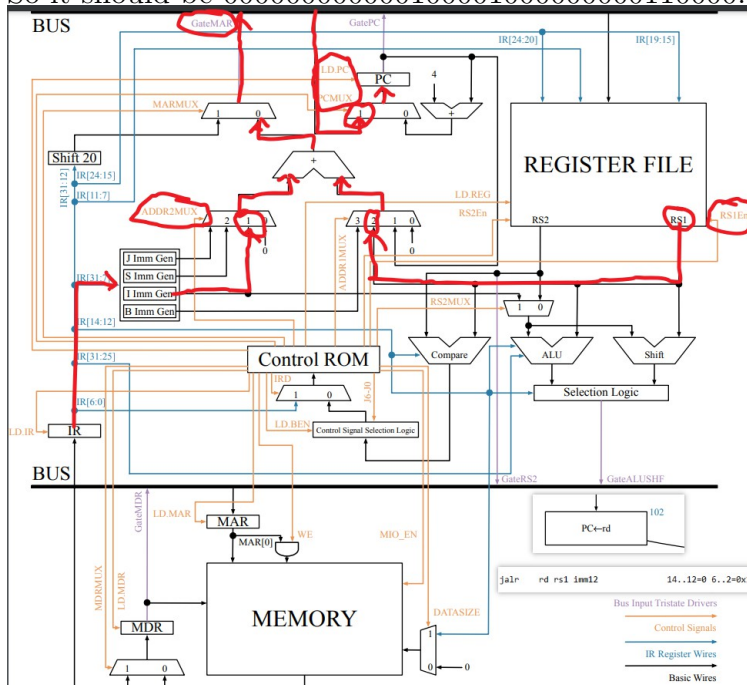 BUS
GateMAR
GatePC
IR[24:20]
IR[19:15]
LD.PC
PC
PCMUX
4
MARMUX
1 0
1 0
+
Shift 20
IR[31:12]
IR[24:15]
IR[11:7]
+
REGISTER FILE
LD.REG
RS2En
RS1En
RS2
RS1
ADDR2MUX
2 1 0
3 2 1 0
0
0
ADDR1MUX
J Imm Gen
S Imm Gen
I Imm Gen
B Imm Gen
RS2MUX
1 0
IR[14:12]
Control ROM
Compare
ALU
Shift
IR[31:25]
IRD
J6-J0
1 0
Selection Logic
IR[6:0]
LD.BEN
Control Signal Selection Logic
LD.IR
IR
BUS
GateMDR
GateRS2
GateALUSHF
LD.MAR
MAR
WE
MIO_EN
MAR[0]
102
PC←rd
MDRMUX
LD.MDR
jalr rd rs1 imm12 14..12=0 6..2=0x
MEMORY
DATASIZE
MDR
1
0
0
1 0
Bus Input Tristate Drivers
Control Signals
IR Register Wires
Basic Wires